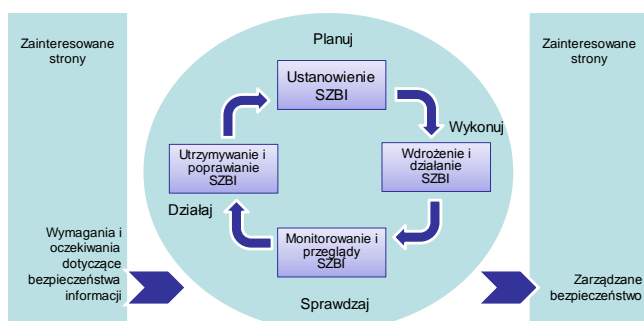 Zainteresowane
strony
Wymagania i
oczekiwania
dotyczące
bezpieczeństwa
informacji
Planuj
Ustanowienie
SZBI
Wykonuj
Wdrożenie i
działanie
SZBI
Utrzymywanie i
poprawianie
SZBI
Działaj
Monitorowanie i
przeglądy
SZBI
Sprawdzaj
Zainteresowane
strony
Zarządzane
bezpieczeństwo